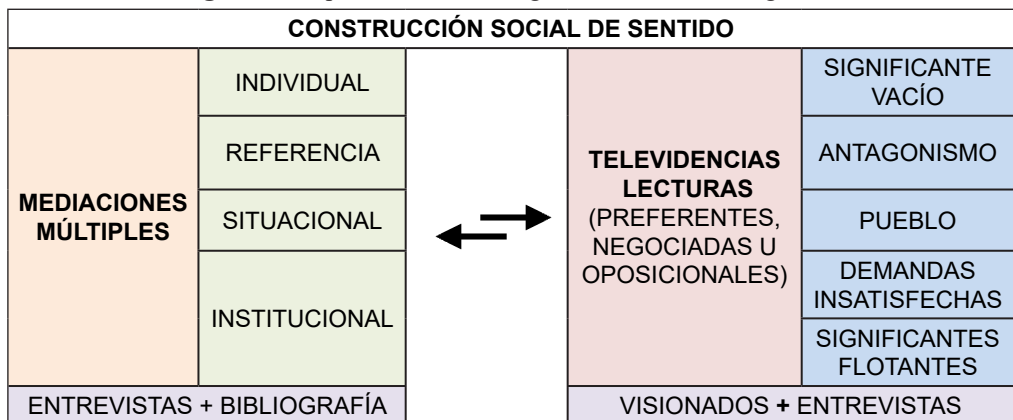 CONSTRUCCIÓN SOCIAL DE SENTIDO
MEDIACIONES
MÚLTIPLES
INDIVIDUAL
REFERENCIA
SITUACIONAL
INSTITUCIONAL
TELEVIDENCIAS
LECTURAS
(PREFERENTES,
NEGOCIADAS U
OPOSICIONALES)
SIGNIFICANTE
VACÍO
ANTAGONISMO
PUEBLO
DEMANDAS
INSATISFECHAS
SIGNIFICANTES
FLOTANTES
ENTREVISTAS + BIBLIOGRAFÍA
VISIONADOS + ENTREVISTAS